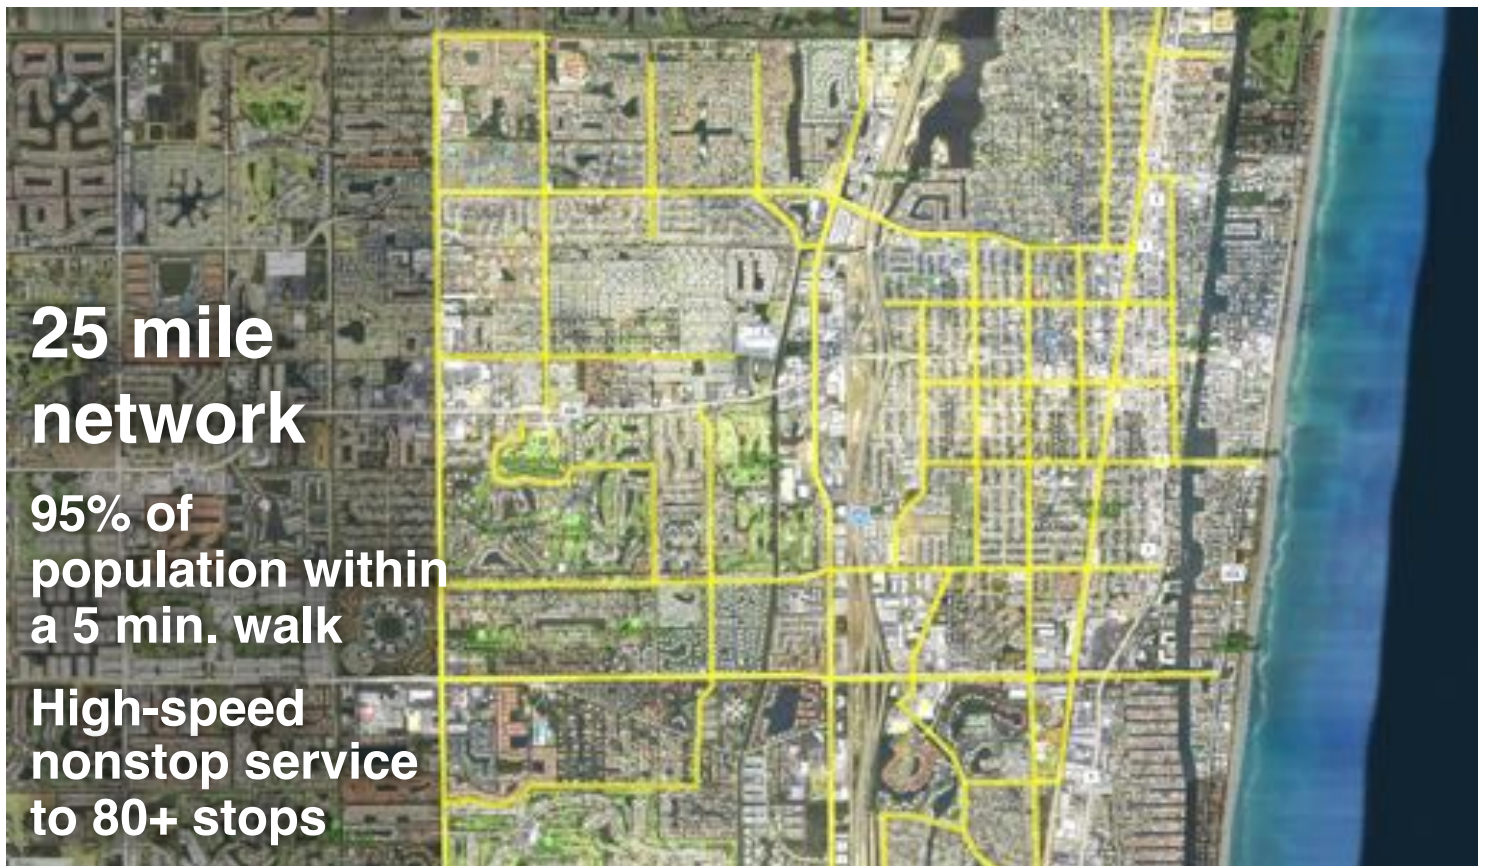 25 mile
network
95% of
population within
a 5 min. walk
High-speed
nonstop service
to 80+ stops